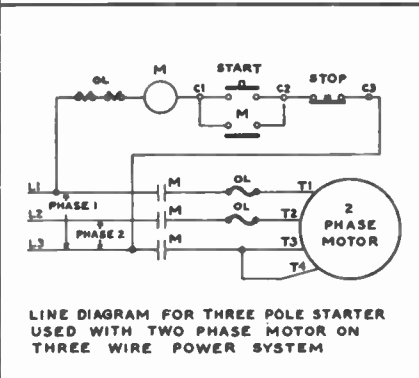 OL M START STOP
C1 C2 C3
M
L1 M OL T1
PHASE 1
L2 M OL T2
PHASE 2
L3 M T3
T4
2
PHASE
MOTOR
LINE DIAGRAM FOR THREE POLE STARTER
USED WITH TWO PHASE MOTOR ON
THREE WIRE POWER SYSTEM